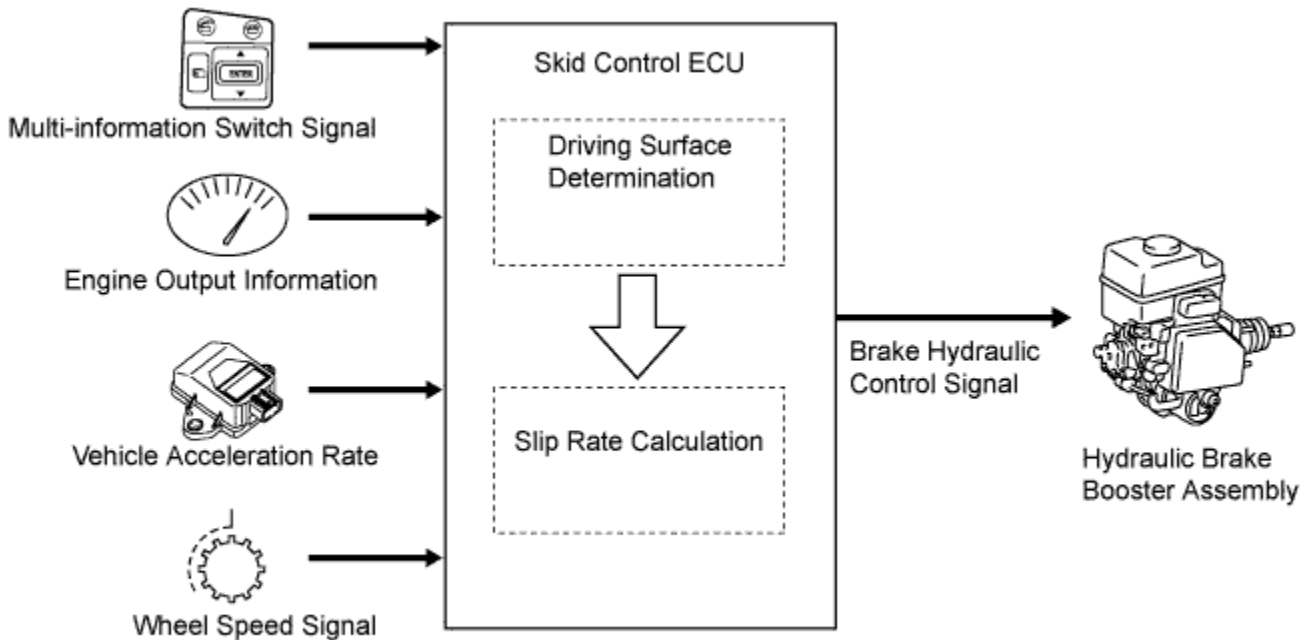 ENTER
Multi-information Switch Signal
Engine Output Information
Vehicle Acceleration Rate
Wheel Speed Signal
Skid Control ECU
Driving Surface
Determination
Slip Rate Calculation
Brake Hydraulic
Control Signal
Hydraulic Brake
Booster Assembly